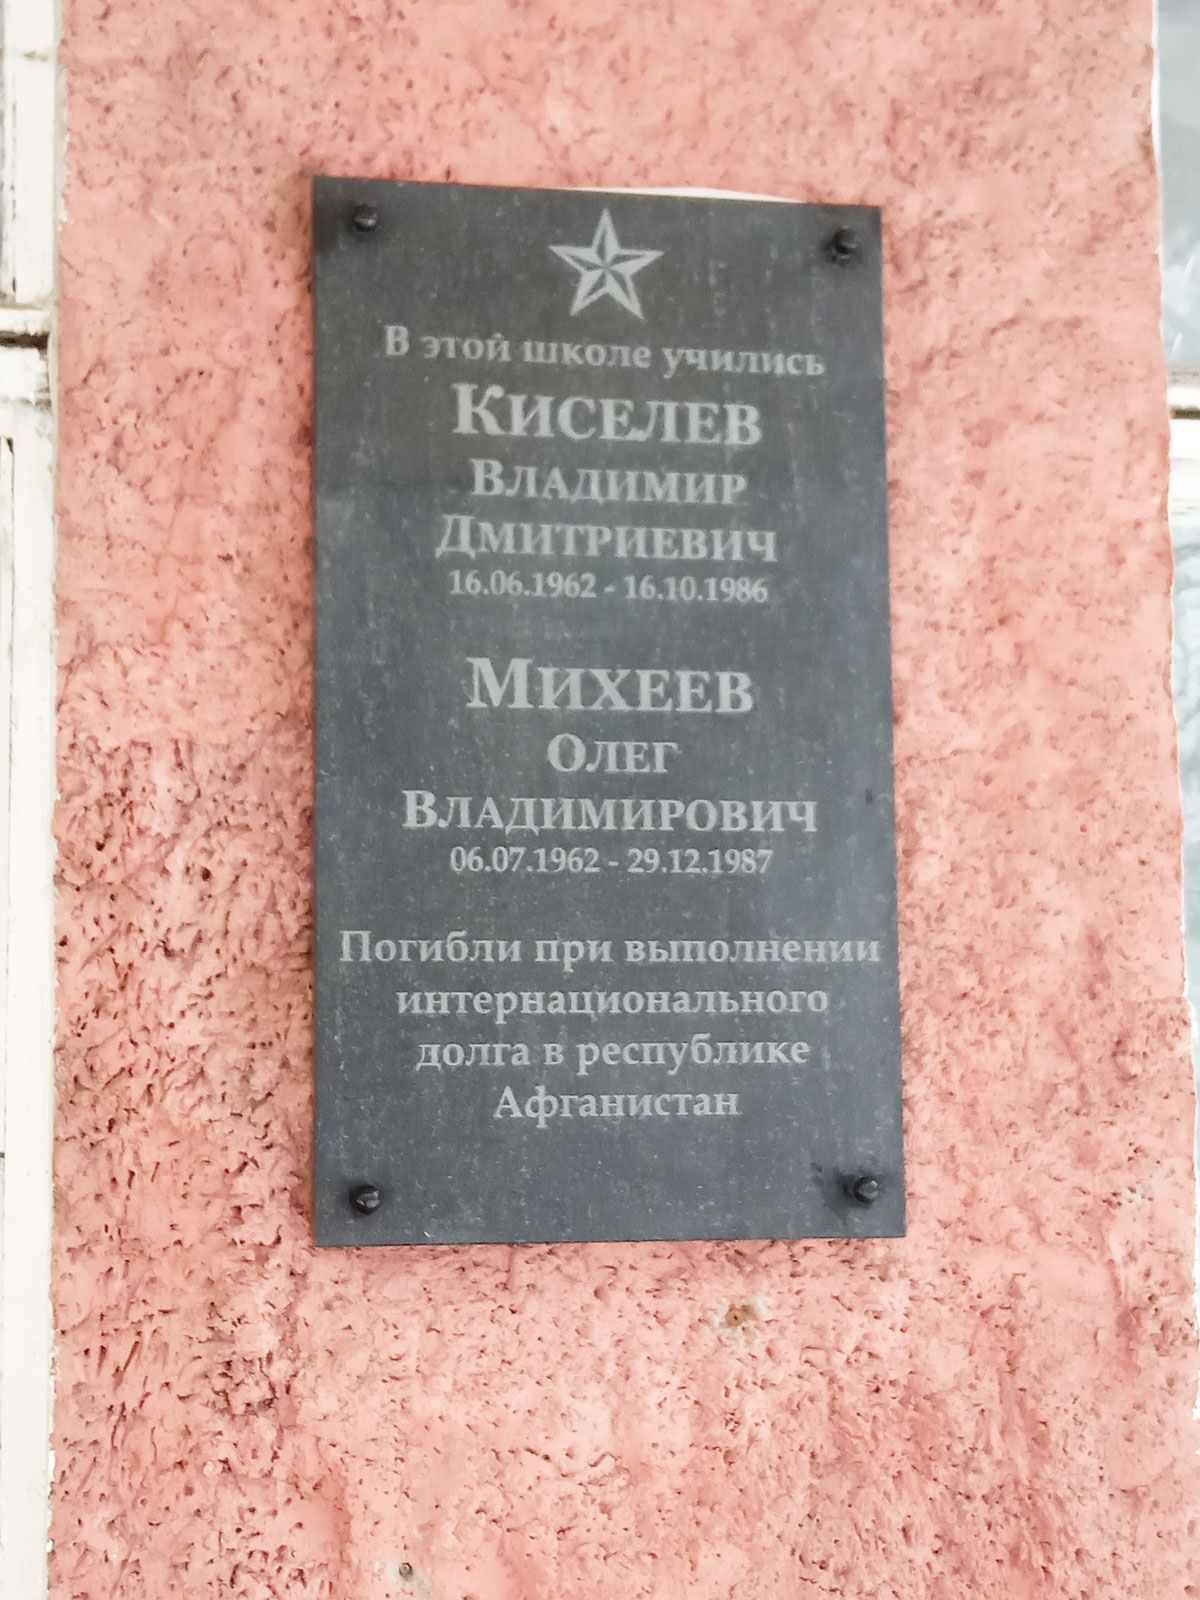 В этой школе учились
КИСЕЛЕВ
ВЛАДИМИР
ДМИТРИЕВИЧ
16.06.1962 - 16.10.1986
МИХЕЕВ
ОЛЕГ
ВЛАДИМИРОВИЧ
06.07.1962 - 29.12.1987
Погибли при выполнении
интернационального
долга в республике
Афганистан